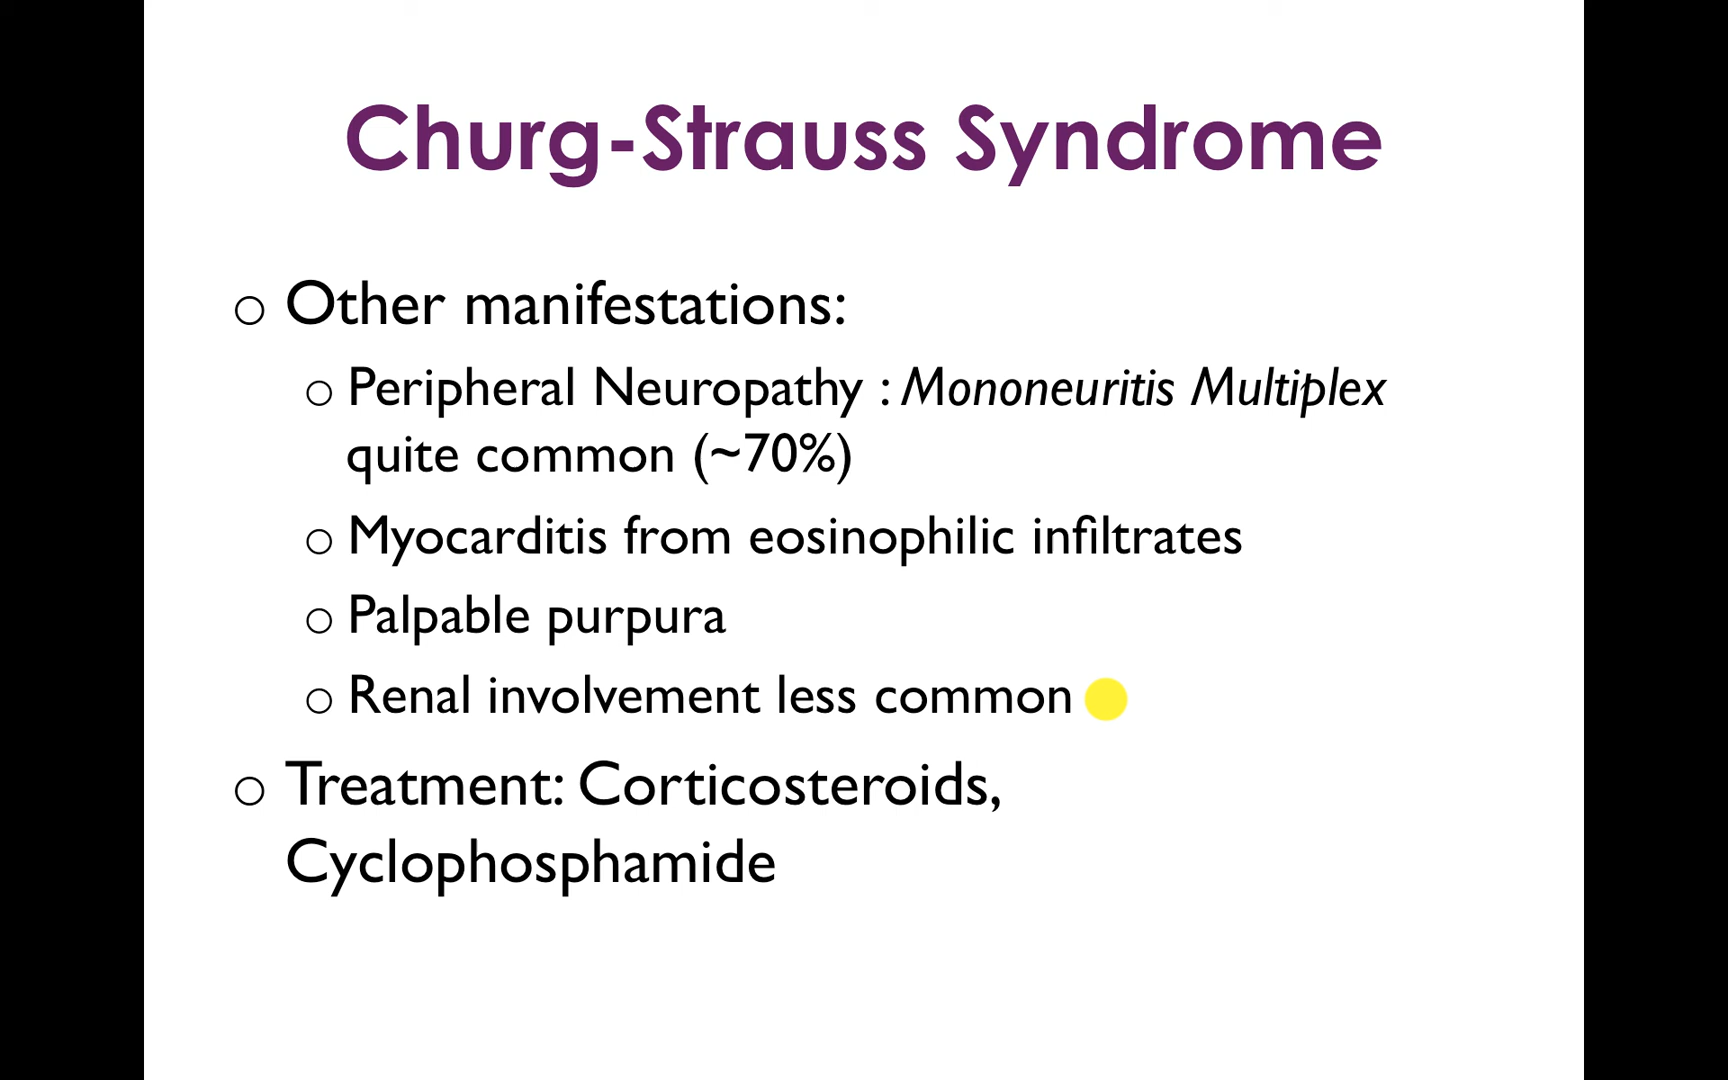 Churg-Strauss Syndrome
Other manifestations:
Peripheral Neuropathy : Mononeuritis Multiplex
quite common (~70%)
Myocarditis from eosinophilic infiltrates
Palpable purpura
Renal involvement less common
Treatment: Corticosteroids,
Cyclophosphamide